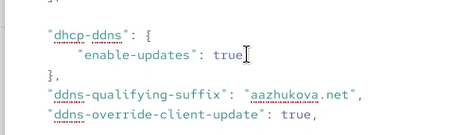 "dhcp-ddns": {
"enable-updates": true
},
"ddns-qualifying-suffix": "aazhukova.net",
"ddns-override-client-update": true,